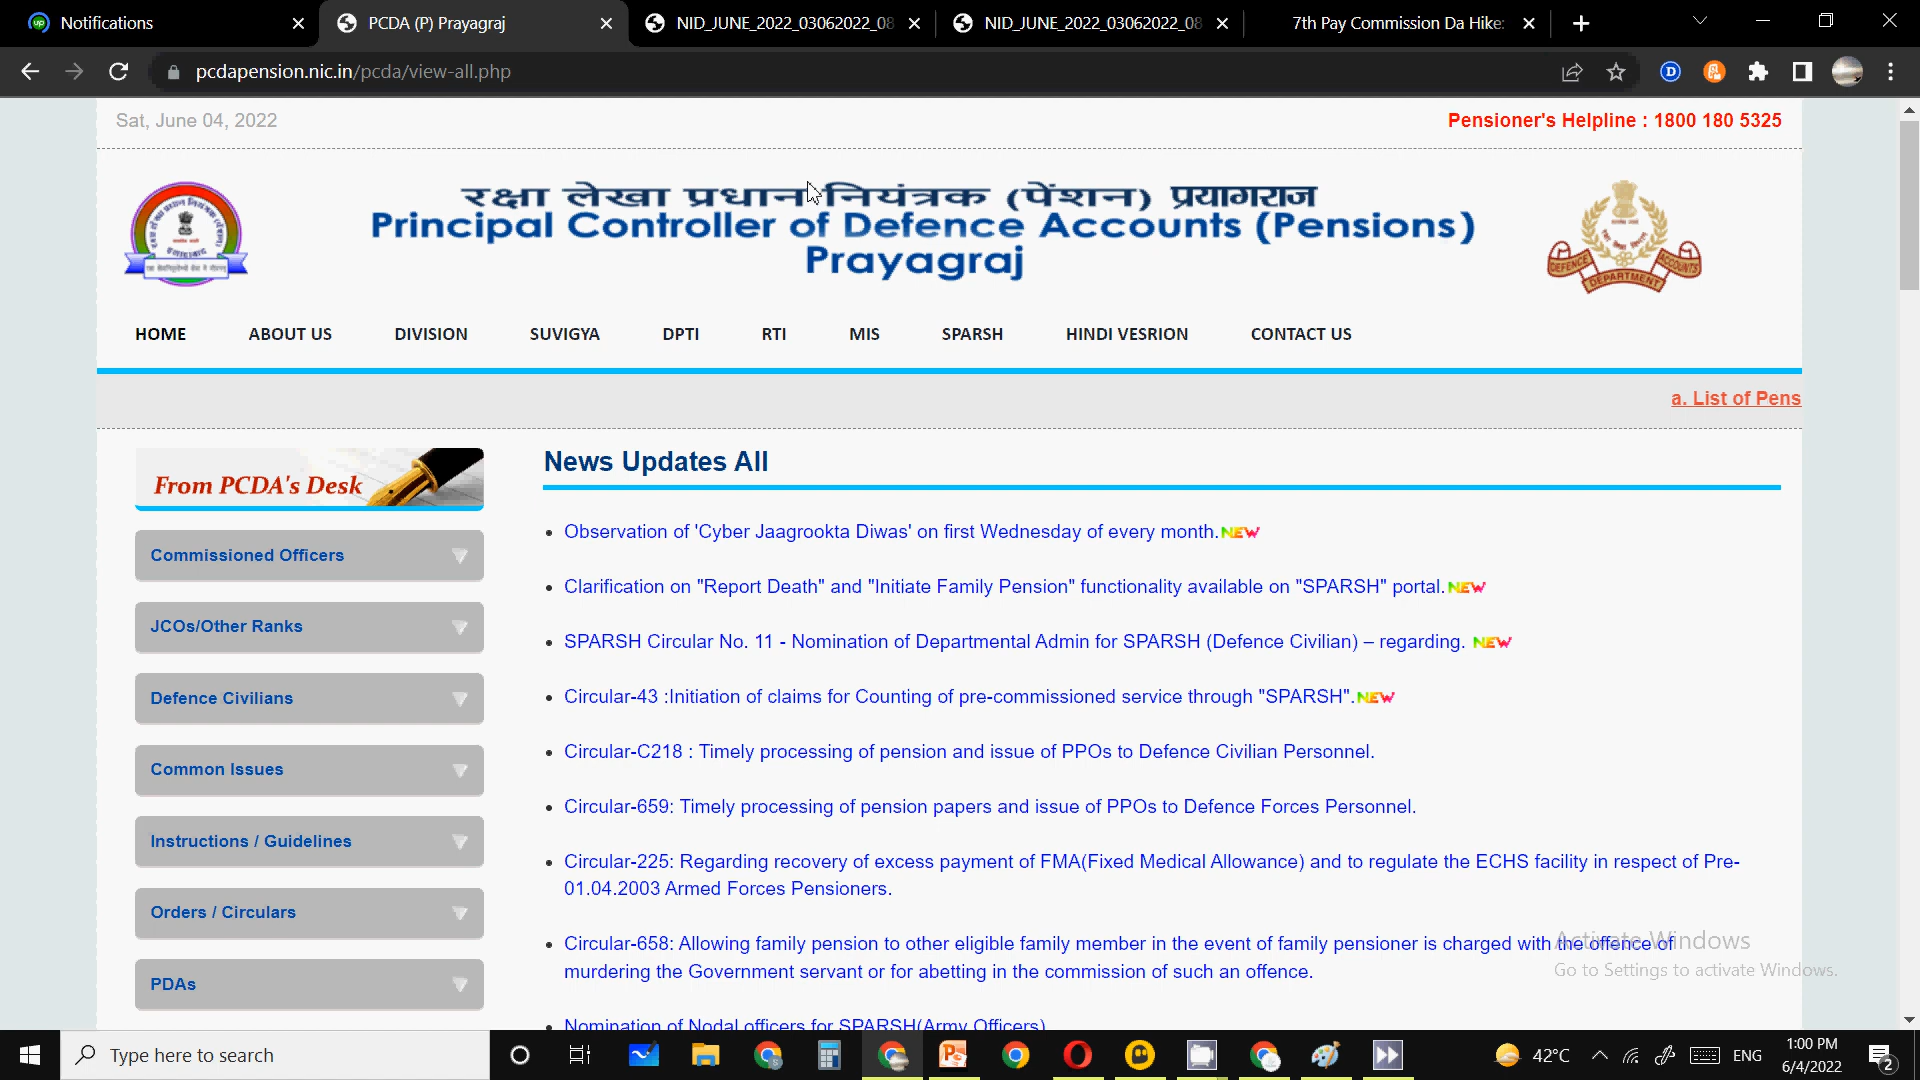 Notifications
PCDA (P) Prayagraj
NID_JUNE_2022_03062022_08
NID_JUNE_2022_03062022_08
7th Pay Commission Da Hike:
pcdapension.nic.in/pcda/view-all.php
Sat, June 04, 2022
Pensioner's Helpline : 1800 180 5325
रक्षा लेखा प्रधान नियंत्रक (पेंशन) प्रयागराज
Principal Controller of Defence Accounts (Pensions)
Prayagraj
DEFENCE ACCOUNTS
DEPARTMENT
HOME ABOUT US DIVISION SUVIGYA DPTI RTI MIS SPARSH HINDI VESRION CONTACT US
a. List of Pens
From PCDA's Desk
Commissioned Officers
JCOs/Other Ranks
Defence Civilians
Common Issues
Instructions / Guidelines
Orders / Circulars
PDAs
News Updates All
Observation of 'Cyber Jaagrookta Diwas' on first Wednesday of every month. NEW
Clarification on "Report Death" and "Initiate Family Pension" functionality available on "SPARSH" portal. NEW
SPARSH Circular No. 11 - Nomination of Departmental Admin for SPARSH (Defence Civilian) – regarding. NEW
Circular-43 :Initiation of claims for Counting of pre-commissioned service through "SPARSH". NEW
Circular-C218 : Timely processing of pension and issue of PPOs to Defence Civilian Personnel.
Circular-659: Timely processing of pension papers and issue of PPOs to Defence Forces Personnel.
Circular-225: Regarding recovery of excess payment of FMA(Fixed Medical Allowance) and to regulate the ECHS facility in respect of Pre-
01.04.2003 Armed Forces Pensioners.
Circular-658: Allowing family pension to other eligible family member in the event of family pensioner is charged with the offence of
murdering the Government servant or for abetting in the commission of such an offence.
Nomination of Nodal officers for SPARSH(Army Officers)
Activate Windows
Go to Settings to activate Windows.
Type here to search
42°C
ENG
1:00 PM
6/4/2022
2